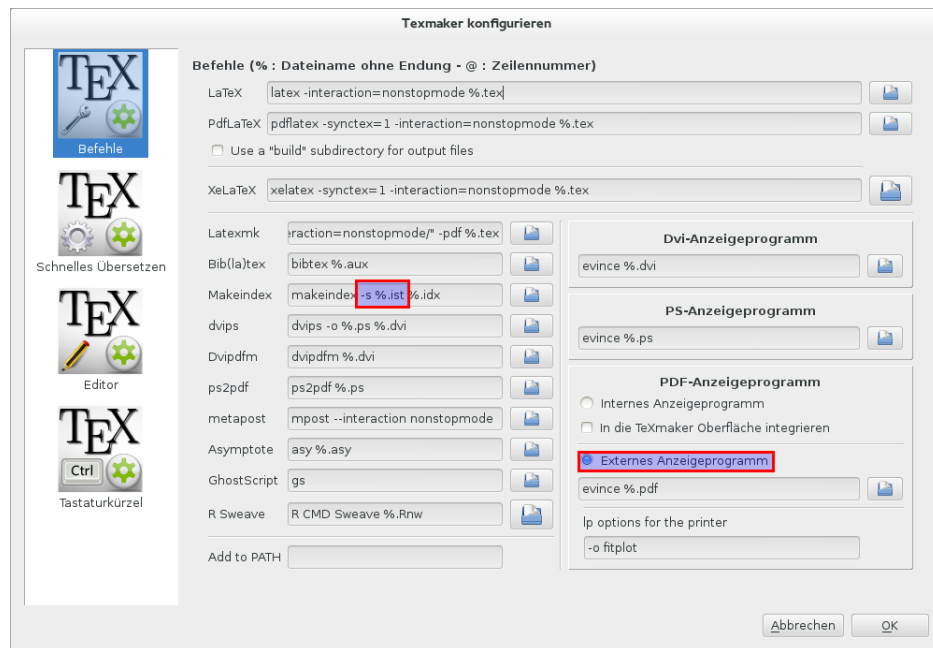 Texmaker konfigurieren
TEX
Befehle
TEX
Schnelles Übersetzen
TEX
Editor
TEX
Ctrl
Tastaturkürzel
Befehle (% : Dateiname ohne Endung - @ : Zeilennummer)
LaTeX latex -interaction=nonstopmode %.tex
PdfLaTeX pdflatex -synctex=1 -interaction=nonstopmode %.tex
Use a "build" subdirectory for output files
XeLaTeX xelatex -synctex=1 -interaction=nonstopmode %.tex
Latexmk eraction=nonstopmode/" -pdf %.tex
Bib(la)tex bibtex %.aux
Makeindex makeindex -s %.ist %.idx
dvips dvips -o %.ps %.dvi
Dvipdfm dvipdfm %.dvi
ps2pdf ps2pdf %.ps
metapost mpost --interaction nonstopmode
Asymptote asy %.asy
GhostScript gs
R Sweave R CMD Sweave %.Rnw
Add to PATH
Dvi-Anzeigeprogramm
evince %.dvi
PS-Anzeigeprogramm
evince %.ps
PDF-Anzeigeprogramm
Internes Anzeigeprogramm
In die TeXmaker Oberfläche integrieren
Externes Anzeigeprogramm
evince %.pdf
lp options for the printer
-o fitplot
Abbrechen OK